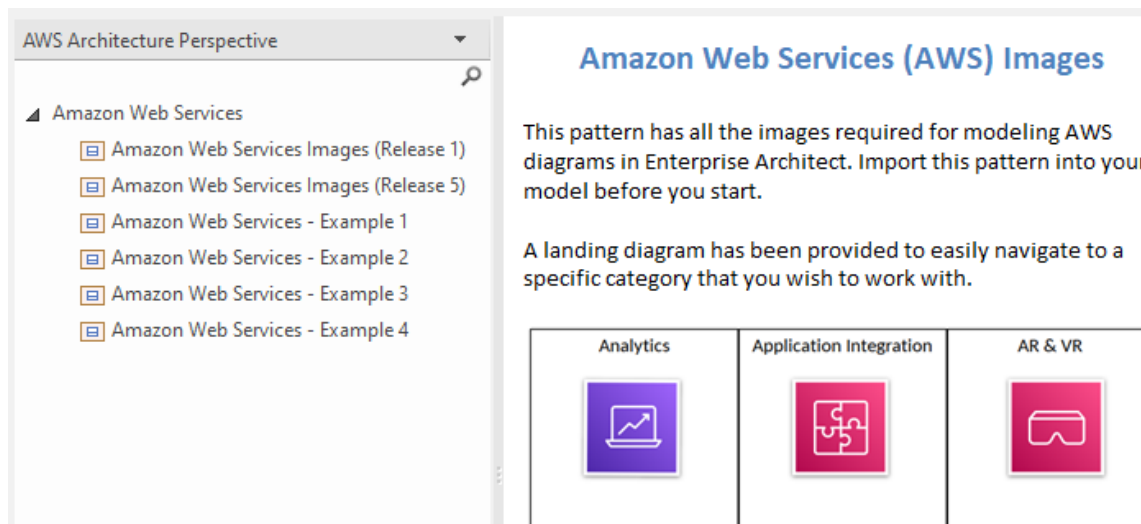 AWS Architecture Perspective
Amazon Web Services
Amazon Web Services Images (Release 1)
Amazon Web Services Images (Release 5)
Amazon Web Services - Example 1
Amazon Web Services - Example 2
Amazon Web Services - Example 3
Amazon Web Services - Example 4
Amazon Web Services (AWS) Images
This pattern has all the images required for modeling AWS
diagrams in Enterprise Architect. Import this pattern into your
model before you start.
A landing diagram has been provided to easily navigate to a
specific category that you wish to work with.
Analytics
Application Integration
AR & VR